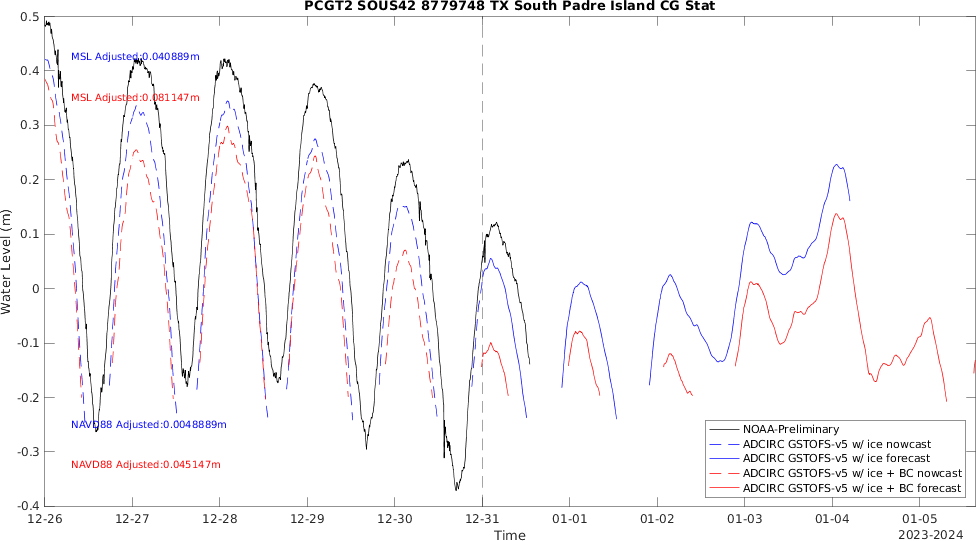 PCGT2 SOUS42 8779748 TX South Padre Island CG Stat
0.5
MSL Adjusted:0.040889m
0.4
MSL Adjusted:0.081147m
0.3
0.2
0.1
Water Level (m)
0
-0.1
-0.2
NAVD88 Adjusted:0.0048889m
NOAA-Preliminary
ADCIRC GSTOFS-v5 w/ ice nowcast
-0.3
ADCIRC GSTOFS-v5 w/ ice forecast
NAVD88 Adjusted:0.045147m
ADCIRC GSTOFS-v5 w/ ice + BC nowcast
ADCIRC GSTOFS-v5 w/ ice + BC forecast
-0.4
12-26 12-27 12-28 12-29 12-30 12-31 01-01 01-02 01-03 01-04 01-05
Time
2023-2024